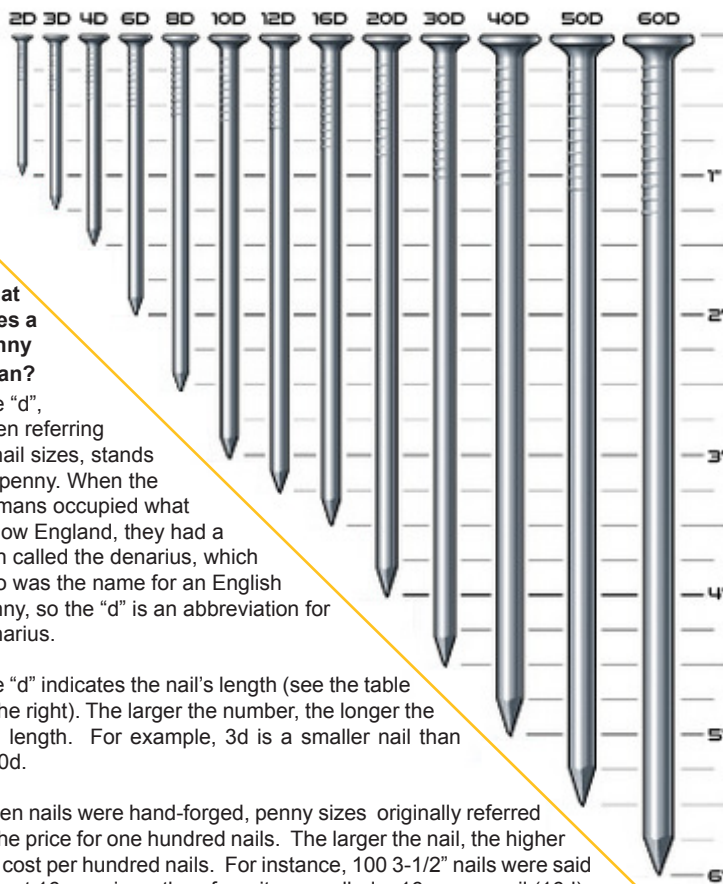 2D 3D 4D 6D 8D 10D 12D 16D 20D 30D 40D 50D 60D
1"
2"
3"
4"
5"
6"
at
es a
nny
an?
e “d”,
en referring
nail sizes, stands
penny. When the
mans occupied what
ow England, they had a
n called the denarius, which
o was the name for an English
nny, so the “d” is an abbreviation for
narius.
e “d” indicates the nail’s length (see the table
he right). The larger the number, the longer the
length. For example, 3d is a smaller nail than
0d.
en nails were hand-forged, penny sizes originally referred
he price for one hundred nails. The larger the nail, the higher
cost per hundred nails. For instance, 100 3-1/2” nails were said